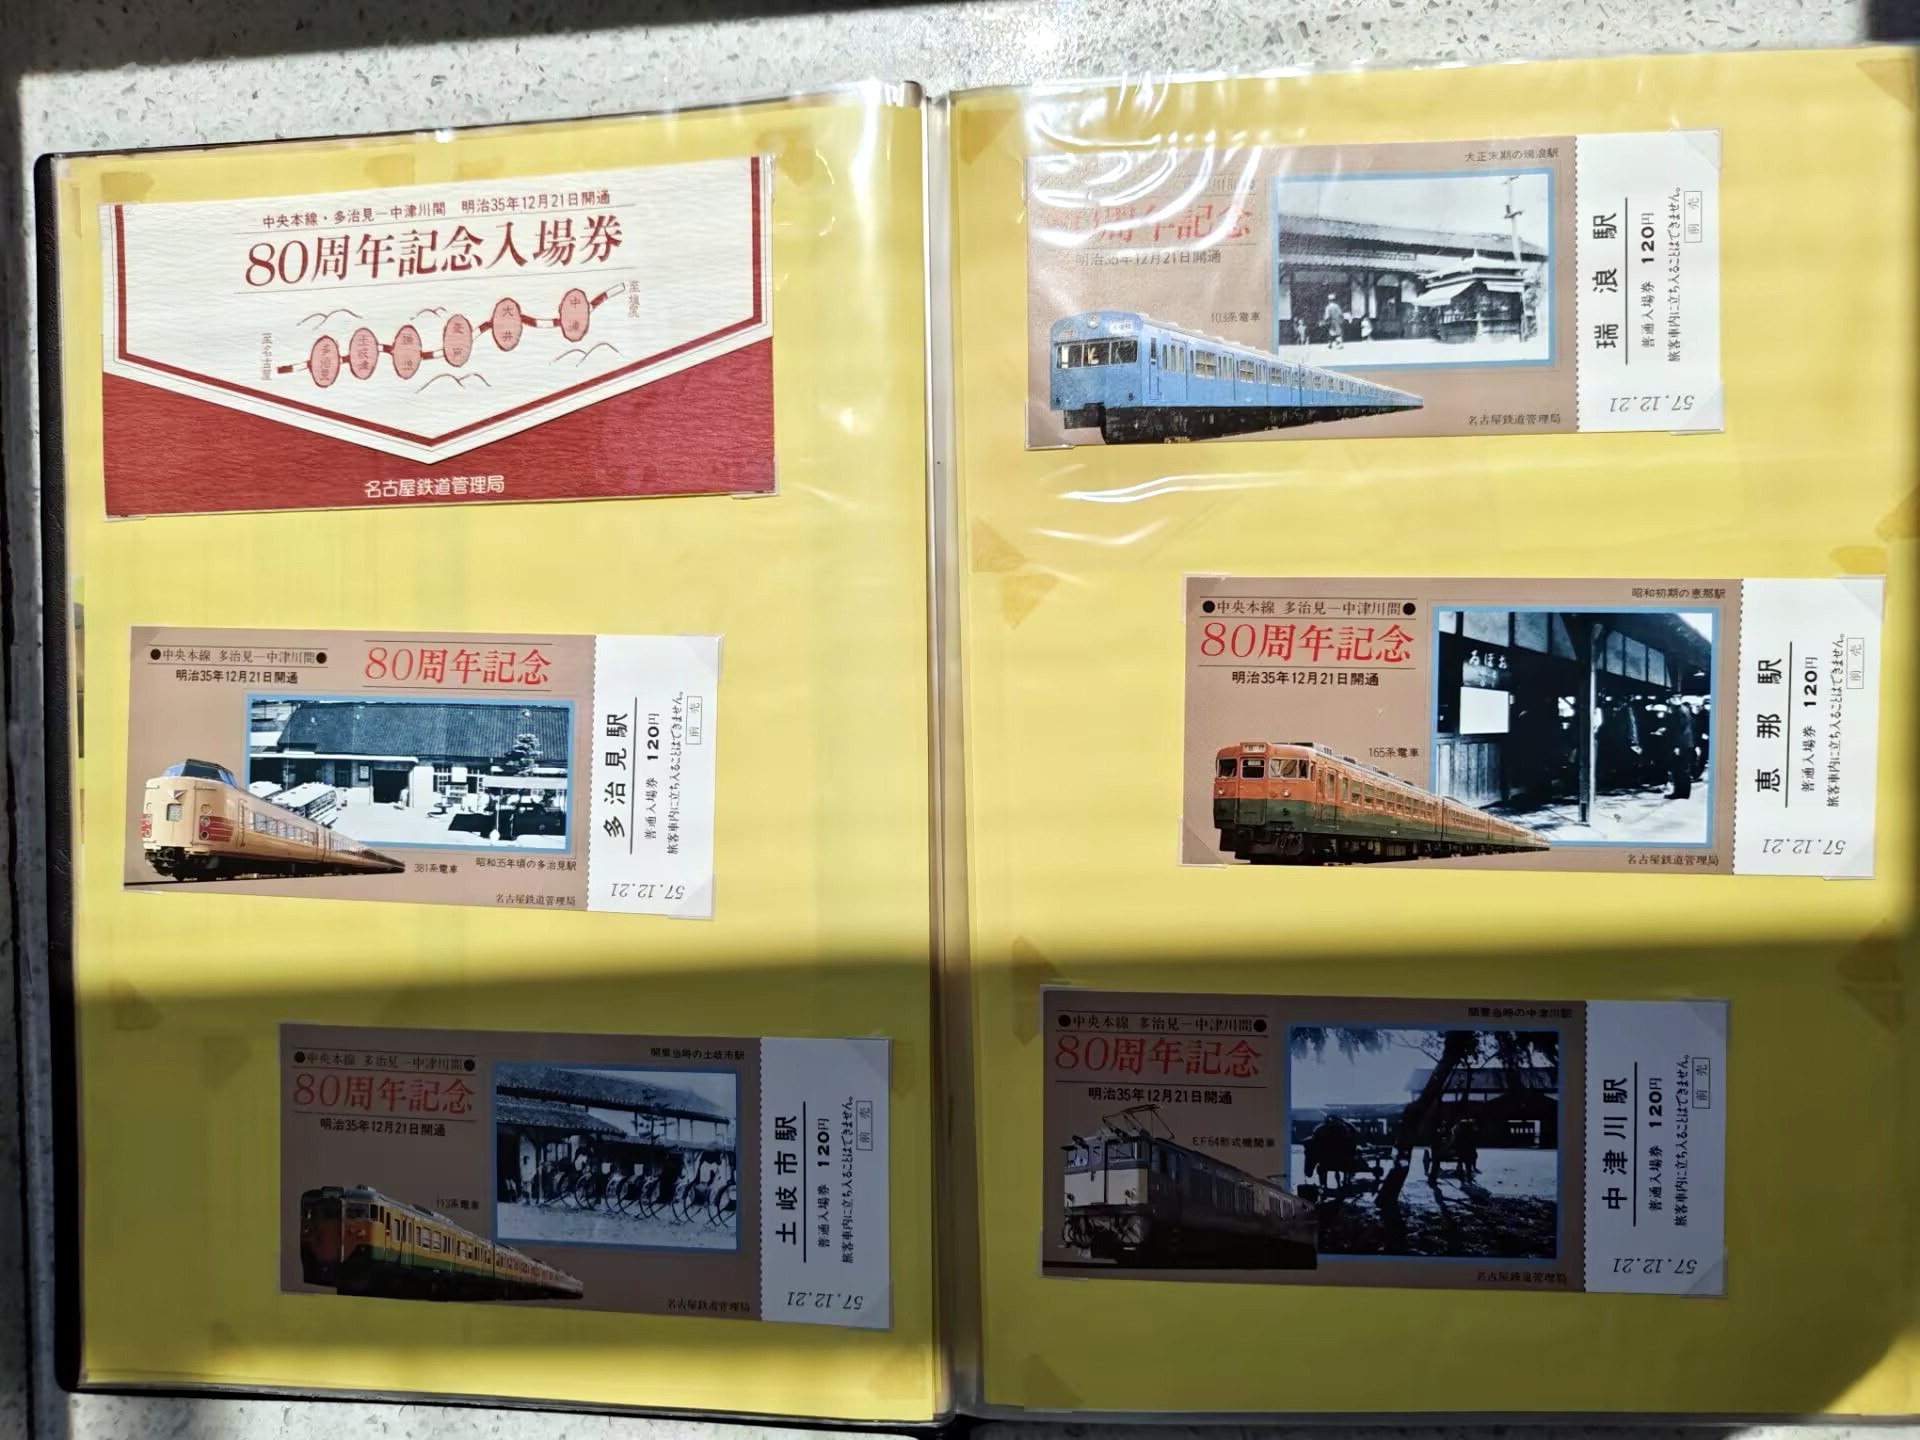 中央本線・多治見―中津川間 明治35年12月21日開通
80周年記念入場券
至塩尻
中津
大井
釜戸
土岐津
多治見
至名古屋
名古屋鉄道管理局
●中央本線 多治見―中津川間●
明治35年12月21日開通
80周年記念
381系電車
昭和35年頃の多治見駅
名古屋鉄道管理局
多治見駅
普通入場券 120円
旅客車内に立ち入ることはできません。
前売
57.12.21
●中央本線 多治見―中津川間●
80周年記念
明治35年12月21日開通
開業当時の土岐市駅
113系電車
名古屋鉄道管理局
土岐市駅
普通入場券 120円
旅客車内に立ち入ることはできません。
前売
57.12.21
周年記念
明治35年12月21日開通
大正末期の瑞浪駅
103系電車
名古屋鉄道管理局
瑞浪駅
普通入場券 120円
旅客車内に立ち入ることはできません。
前売
57.12.21
●中央本線 多治見―中津川間●
80周年記念
明治35年12月21日開通
昭和初期の恵那駅
おほゐ
165系電車
名古屋鉄道管理局
恵那駅
普通入場券 120円
旅客車内に立ち入ることはできません。
前売
57.12.21
●中央本線 多治見―中津川間●
80周年記念
明治35年12月21日開通
開業当時の中津川駅
EF64形式機関車
名古屋鉄道管理局
中津川駅
普通入場券 120円
旅客車内に立ち入ることはできません。
前売
57.12.21